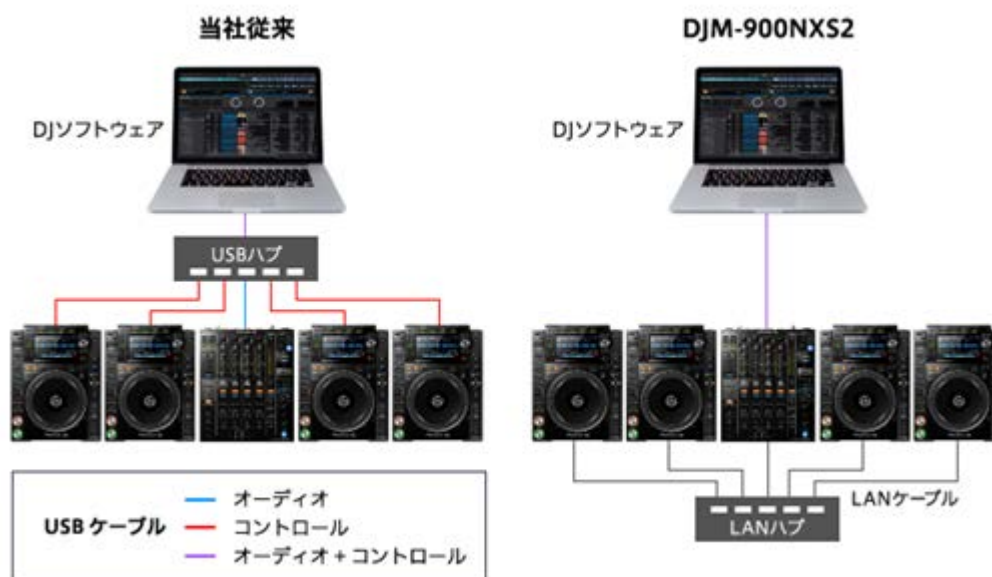 当社従来
DJソフトウェア
USBハブ
USB ケーブル
オーディオ
コントロール
オーディオ + コントロール
DJM-900NXS2
DJソフトウェア
LANケーブル
LANハブ